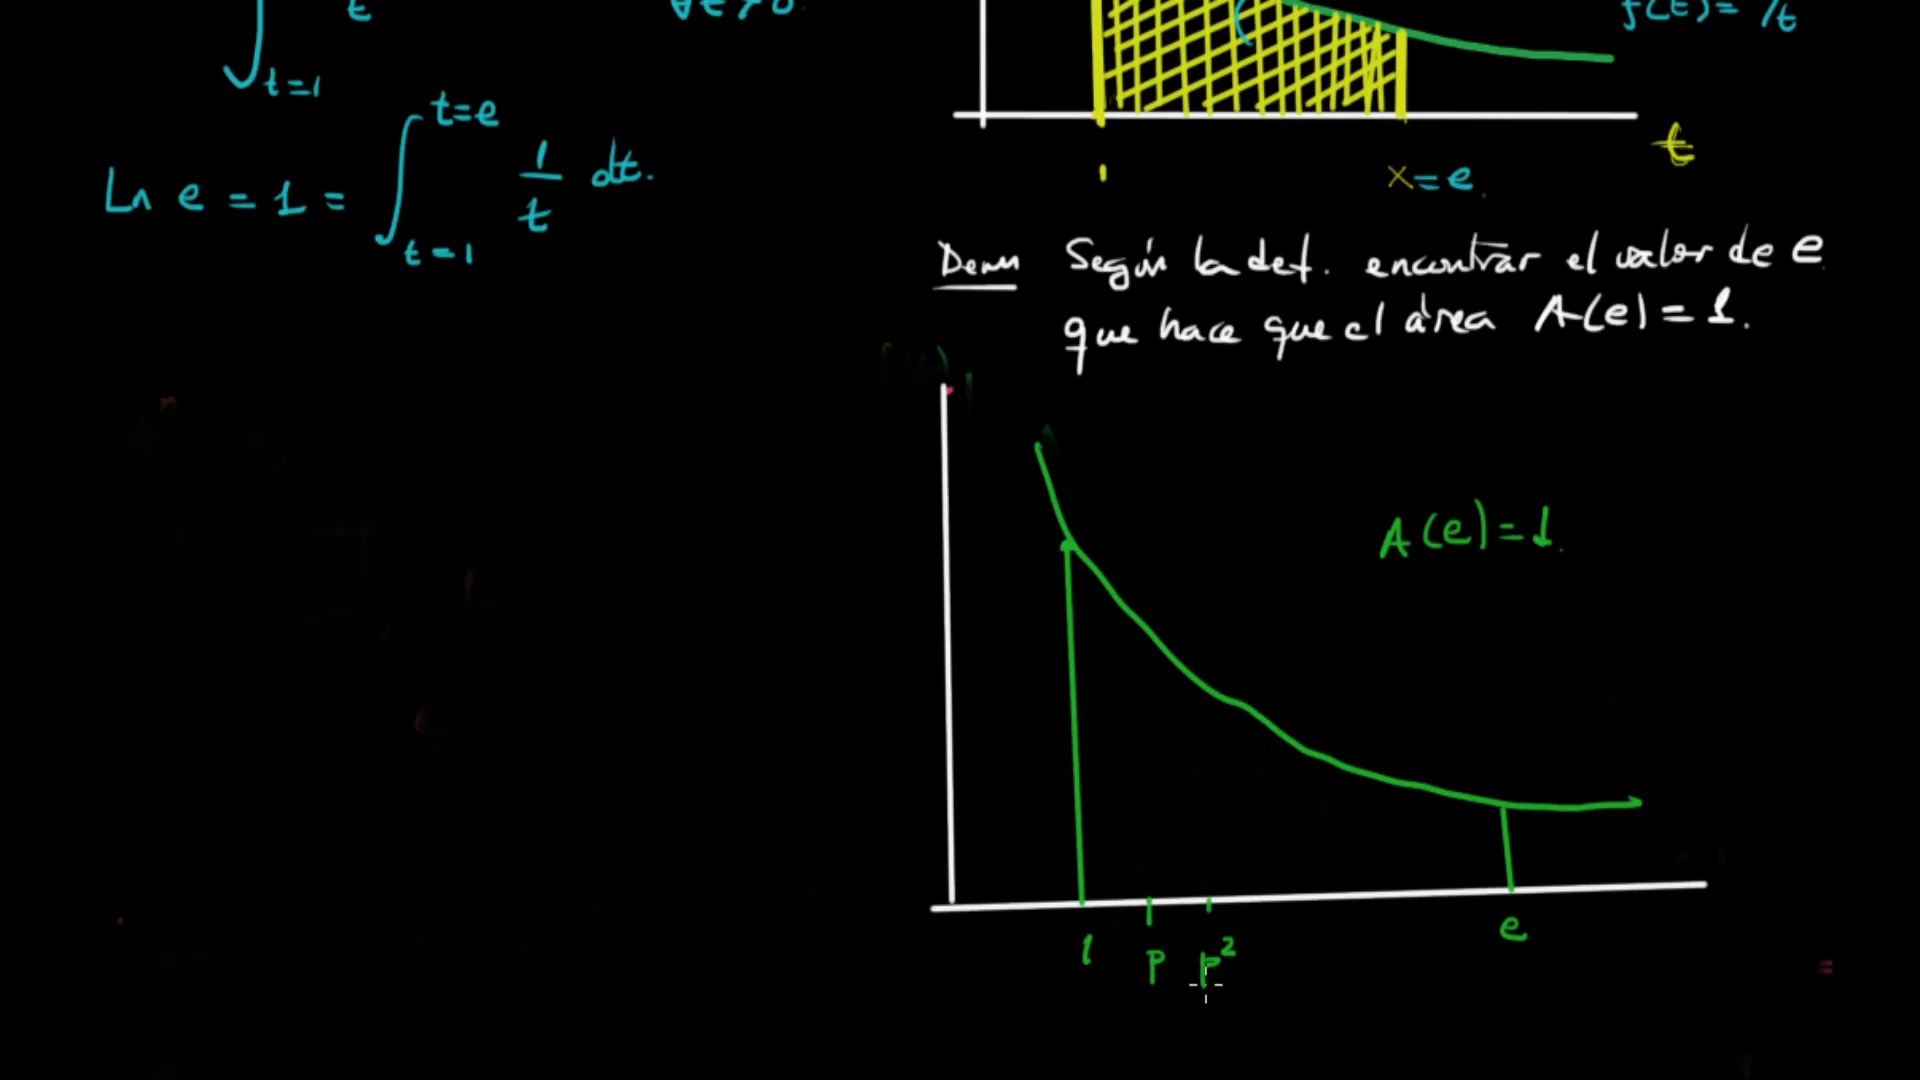 t
∀t>0
t=1
Ln e = 1 = ∫ t=e t=1 1/t dt.
f(t) = 1/t
t
1
x=e.
Dem Según la def. encontrar el valor de e
que hace que el área A(e) = 1.
A(e)=1.
1 p p² e